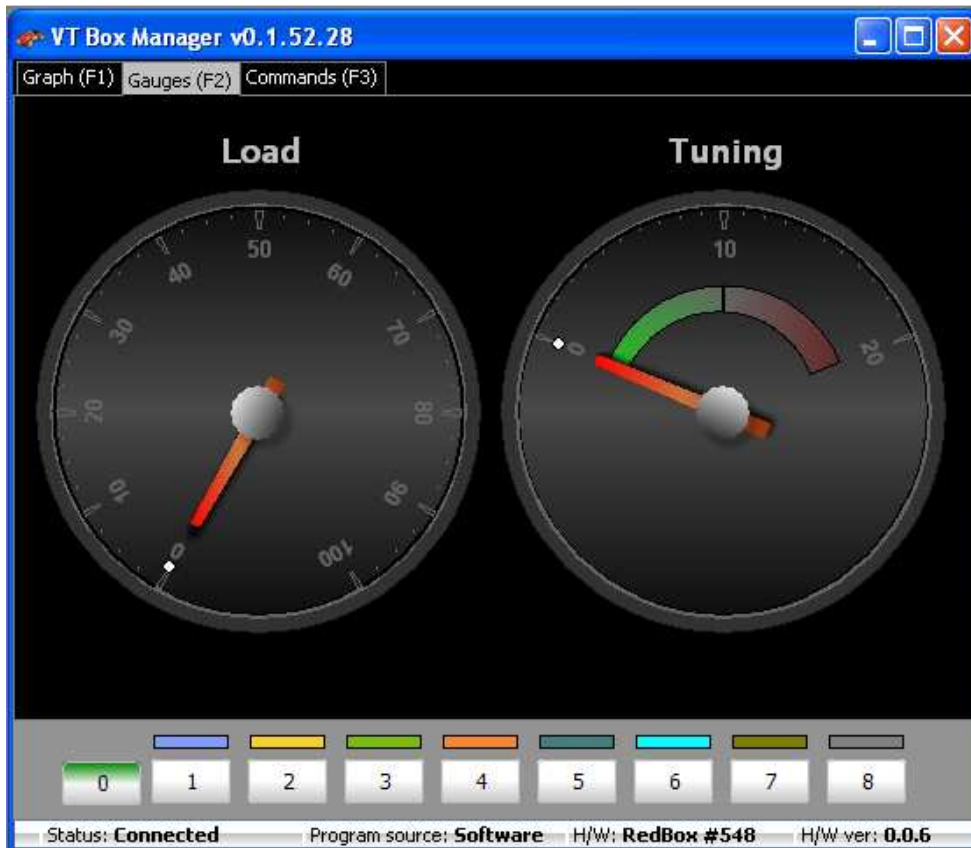 VT Box Manager v0.1.52.28
Graph (F1) Gauges (F2) Commands (F3)
Load
0
10
20
30
40
50
60
70
80
90
100
Tuning
0
10
20
0 1 2 3 4 5 6 7 8
Status: Connected Program source: Software H/W: RedBox #548 H/W ver: 0.0.6